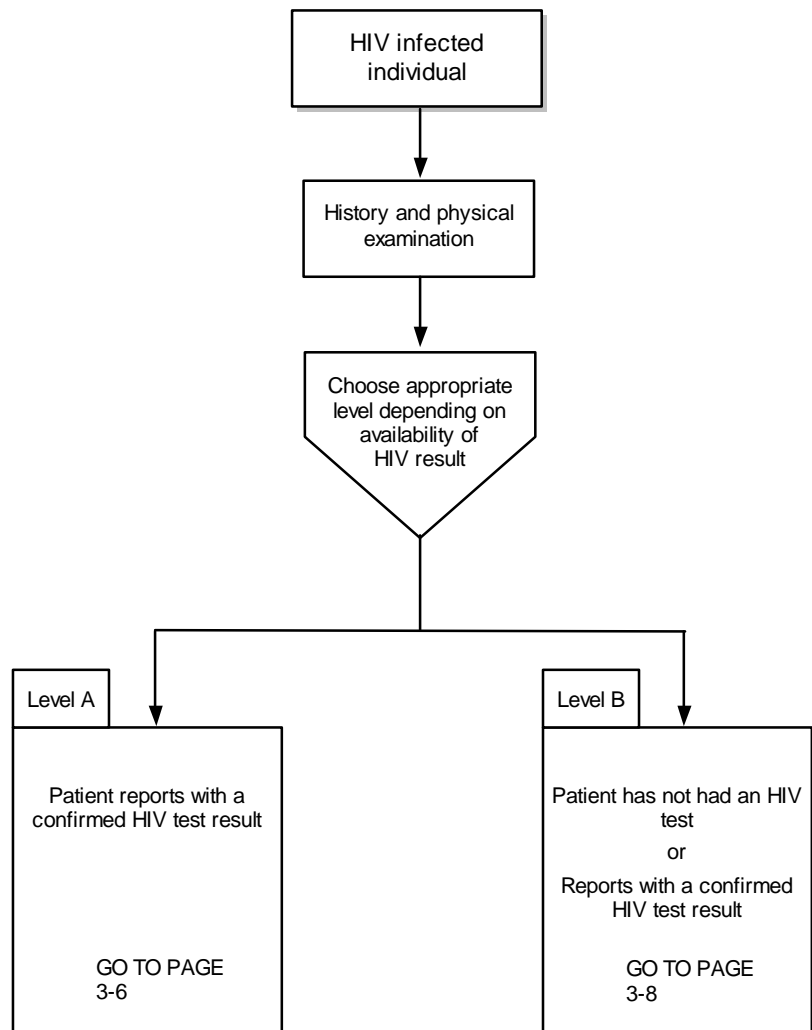 HIV infected
individual
History and physical
examination
Choose appropriate
level depending on
availability of
HIV result
Level A
Patient reports with a
confirmed HIV test result
GO TO PAGE
3-6
Level B
Patient has not had an HIV
test
or
Reports with a confirmed
HIV test result
GO TO PAGE
3-8